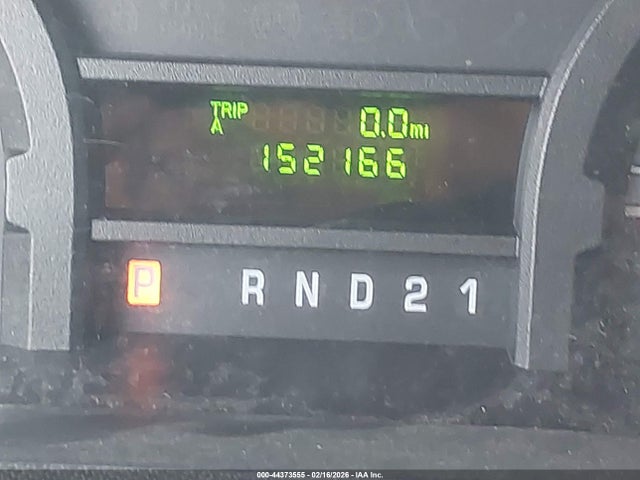 TRIP 0.0mi
A
152166
P R N D 2 1
000-44373555 - 02/16/2026 - IAA Inc.